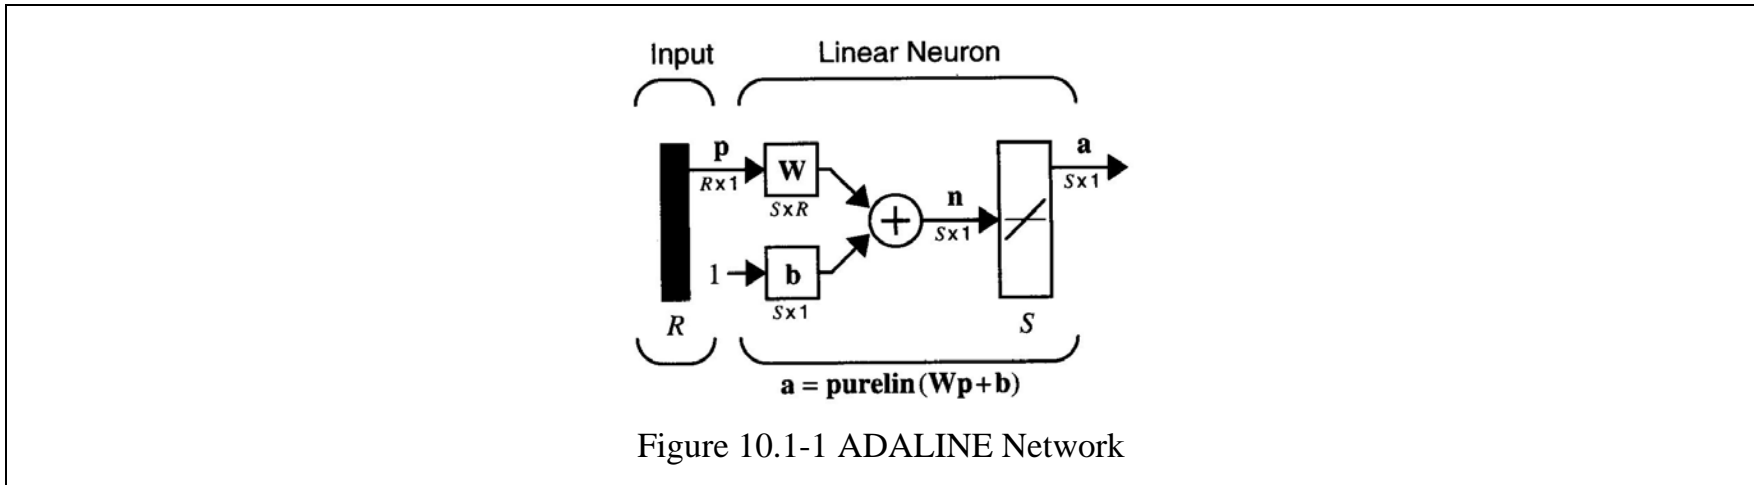 Input Linear Neuron
p a
W
R x 1 S x 1
S x R n
+
S x 1
1 b
S x 1
R S
a = purelin (Wp+b)
Figure 10.1-1 ADALINE Network